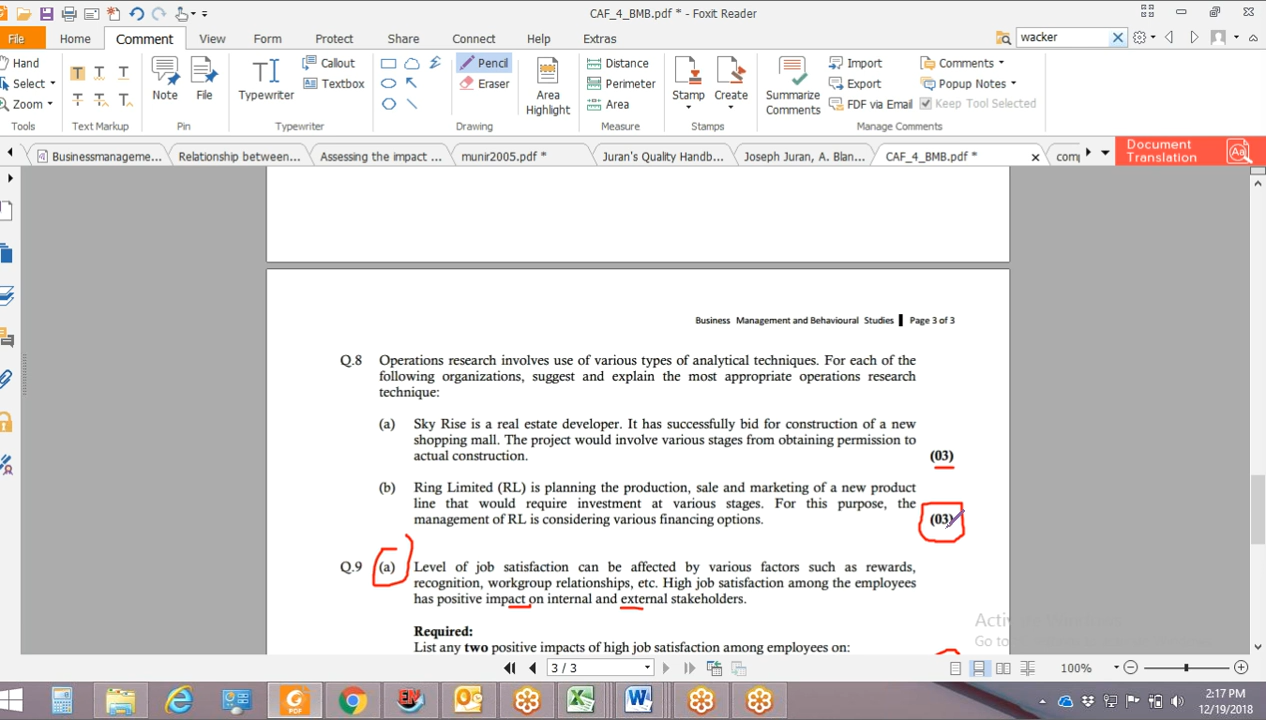 CAF_4_BMB.pdf * - Foxit Reader
File Home Comment View Form Protect Share Connect Help Extras
wacker
Hand
Select
Zoom
Tools
Text Markup
Note
File
Pin
Typewriter
Callout
Textbox
Typewriter
Pencil
Eraser
Area Highlight
Drawing
Distance
Perimeter
Area
Measure
Stamp
Create
Stamps
Summarize Comments
Import
Export
FDF via Email
Comments
Popup Notes
Keep Tool Selected
Manage Comments
Businessmanageme...
Relationship between...
Assessing the impact ...
munir2005.pdf *
Juran's Quality Handb...
Joseph Juran, A. Blan...
CAF_4_BMB.pdf *
comp
Document Translation
Business Management and Behavioural Studies Page 3 of 3
Q.8 Operations research involves use of various types of analytical techniques. For each of the
following organizations, suggest and explain the most appropriate operations research
technique:
(a) Sky Rise is a real estate developer. It has successfully bid for construction of a new
shopping mall. The project would involve various stages from obtaining permission to
actual construction. (03)
(b) Ring Limited (RL) is planning the production, sale and marketing of a new product
line that would require investment at various stages. For this purpose, the
management of RL is considering various financing options. (03)
Q.9 (a) Level of job satisfaction can be affected by various factors such as rewards,
recognition, workgroup relationships, etc. High job satisfaction among the employees
has positive impact on internal and external stakeholders.
Required:
List any two positive impacts of high job satisfaction among employees on:
Go to
3 / 3
100%
2:17 PM
12/19/2018